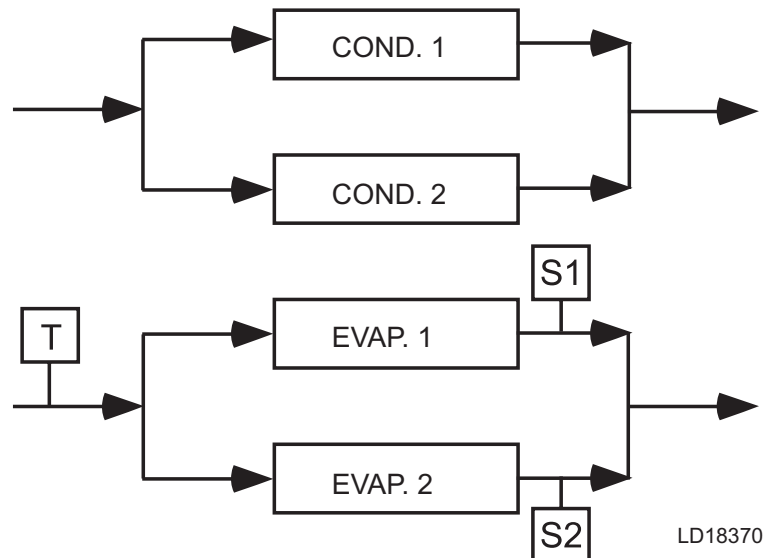 COND. 1
COND. 2
S1
T
EVAP. 1
EVAP. 2
S2
LD18370